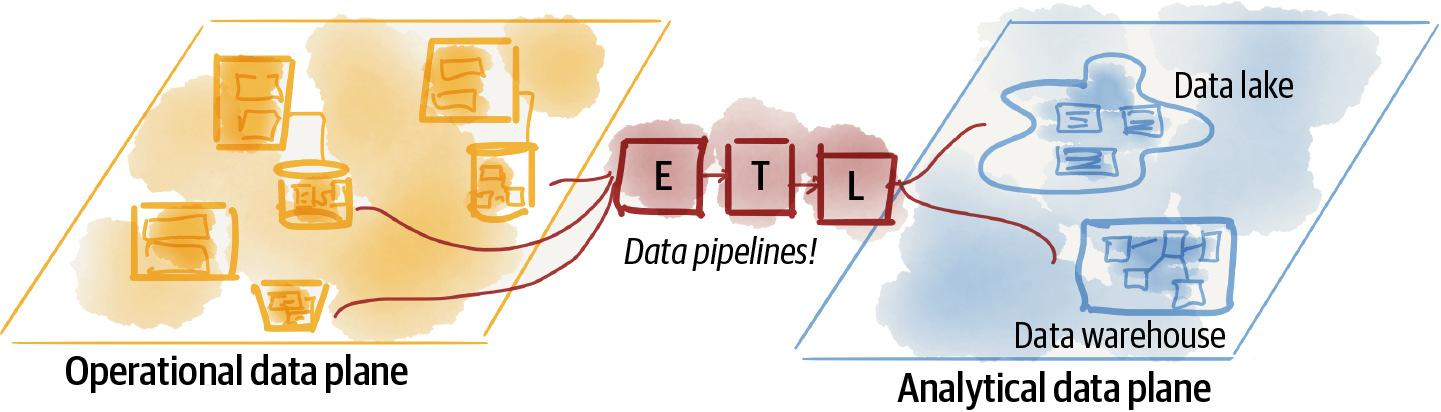 Data lake
E
T
L
Data pipelines!
Data warehouse
Operational data plane
Analytical data plane